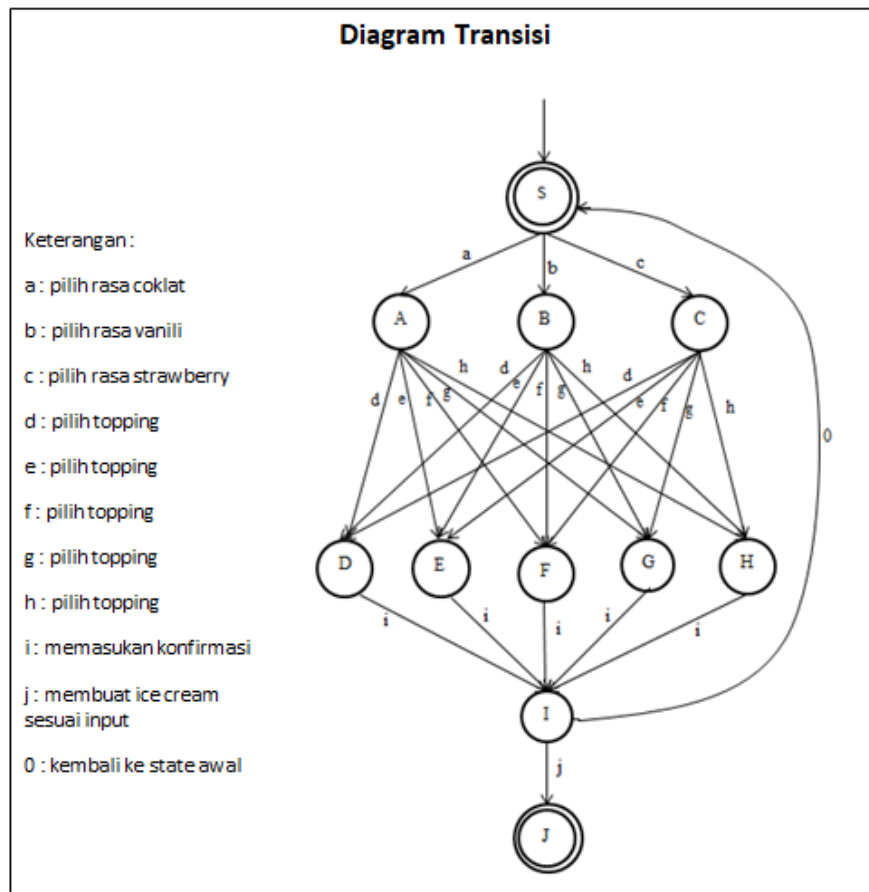 Diagram Transisi
S
Keterangan :
a : pilih rasa coklat
b : pilih rasa vanili
c : pilih rasa strawberry
d : pilih topping
e : pilih topping
f : pilih topping
g : pilih topping
h : pilih topping
i : memasukan konfirmasi
j : membuat ice cream
sesuai input
0 : kembali ke state awal
a
b
c
A
B
C
d
e
f
g
h
d
e
f
g
h
d
e
f
g
h
0
D
E
F
G
H
i
i
i
i
i
I
j
J